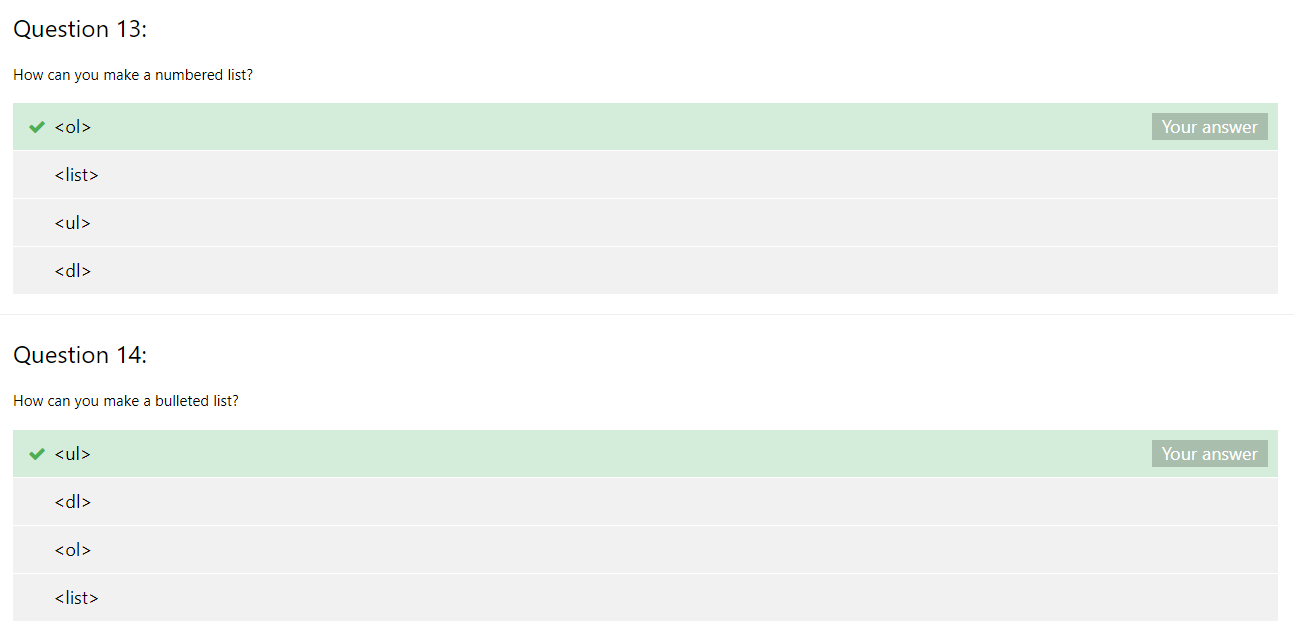 Question 13:
How can you make a numbered list?
<ol> Your answer
<list>
<ul>
<dl>
Question 14:
How can you make a bulleted list?
<ul> Your answer
<dl>
<ol>
<list>